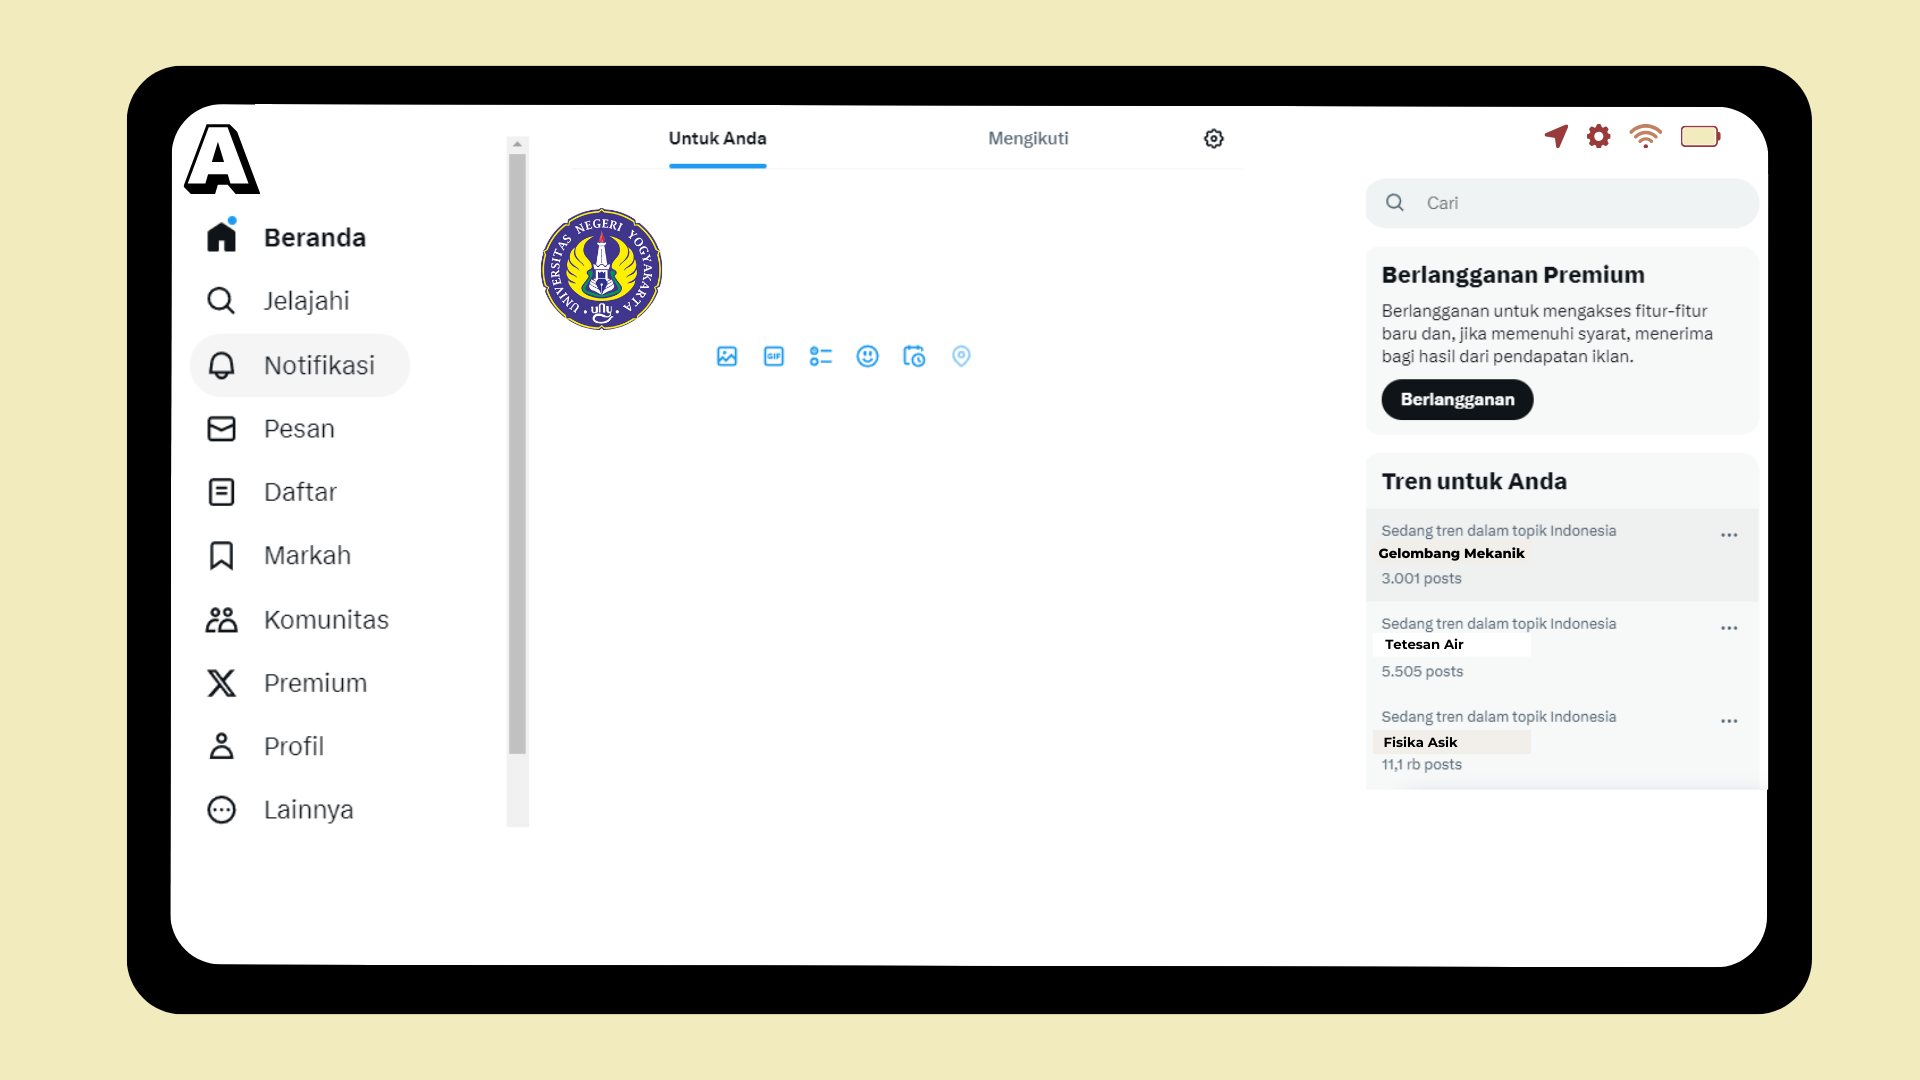 A
Beranda
Jelajahi
Notifikasi
Pesan
Daftar
Markah
Komunitas
Premium
Profil
Lainnya
Untuk Anda
Mengikuti
UNIVERSITAS NEGERI YOGYAKARTA
uny
GIF
Cari
Berlangganan Premium
Berlangganan untuk mengakses fitur-fitur
baru dan, jika memenuhi syarat, menerima
bagi hasil dari pendapatan iklan.
Berlangganan
Tren untuk Anda
Sedang tren dalam topik Indonesia
Gelombang Mekanik
3.001 posts
Sedang tren dalam topik Indonesia
Tetesan Air
5.505 posts
Sedang tren dalam topik Indonesia
Fisika Asik
11,1 rb posts